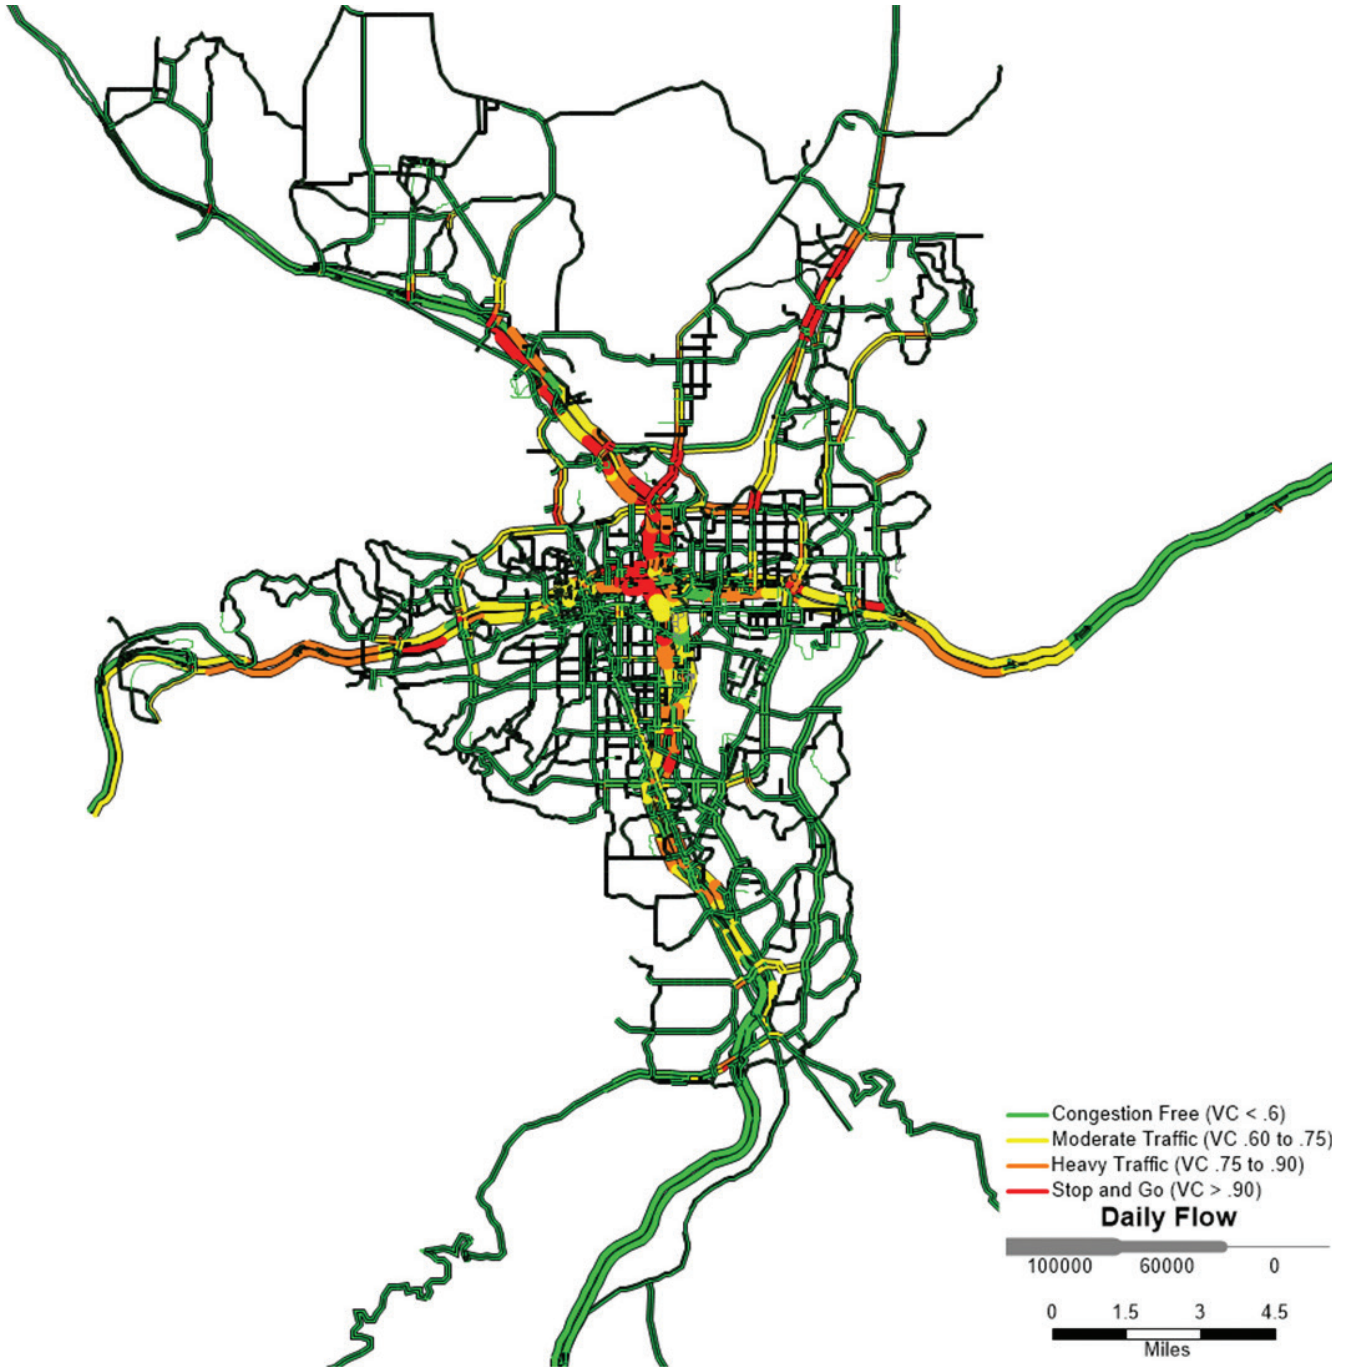 Congestion Free (VC < .6)
Moderate Traffic (VC .60 to .75)
Heavy Traffic (VC .75 to .90)
Stop and Go (VC > .90)
Daily Flow
100000 60000 0
0 1.5 3 4.5
Miles